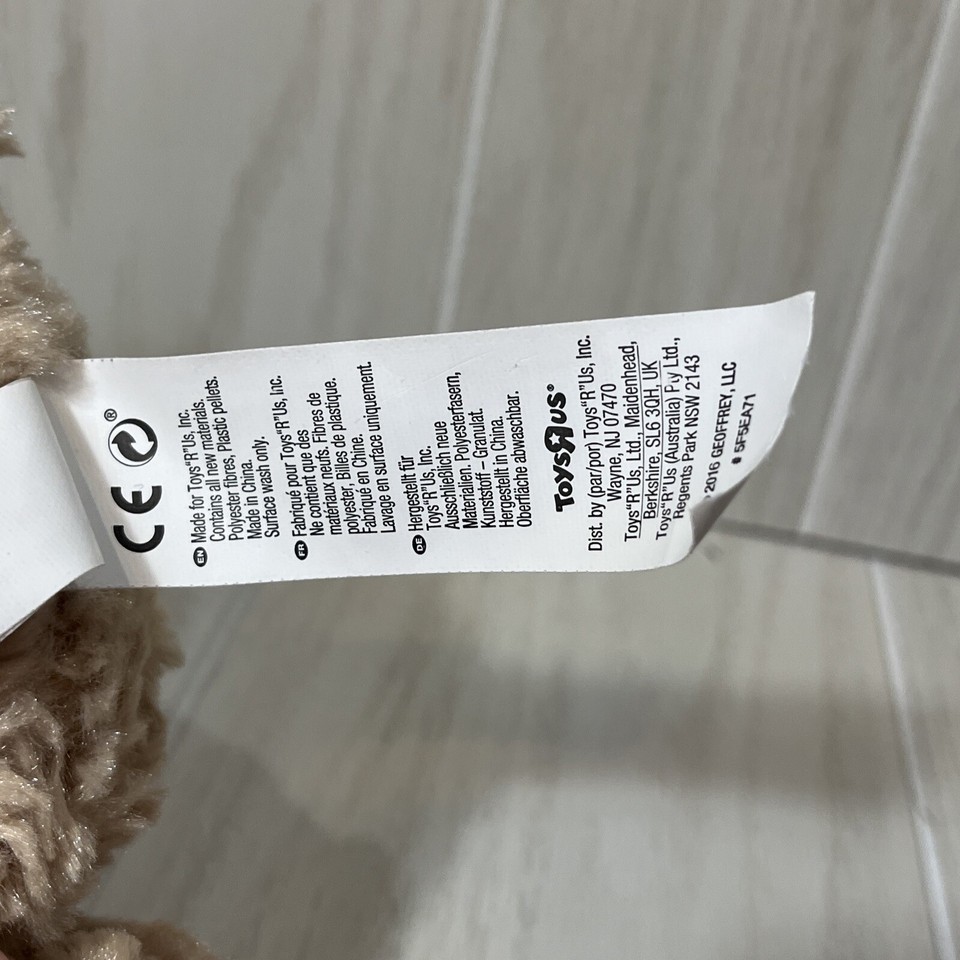 CE ®
EN Made for Toys"R"Us, Inc.
Contains all new materials.
Polyester fibres, Plastic pellets.
Made in China.
Surface wash only.
FR Fabriqué pour Toys"R"Us, Inc
Ne contient que des
matériaux neufs. Fibres de
polyester, Billes de plastique.
Fabriqué en Chine.
Lavage en surface uniquement.
DE Hergestellt für
Toys"R"Us, Inc.
Ausschließlich neue
Materialien. Polyesterfasern,
Kunststoff – Granulat.
Hergestellt in China.
Oberfläche abwaschbar.
Toys"R"us®
Dist. by (par/por) Toys"R"Us, Inc.
Wayne, NJ 07470
Toys"R"Us, Ltd., Maidenhead,
Berkshire, SL6 3QH, UK
Toys"R"Us (Australia) Pty Ltd.,
Regents Park NSW 2143
2016 GEOFFREY, LLC
# 5F5EA71